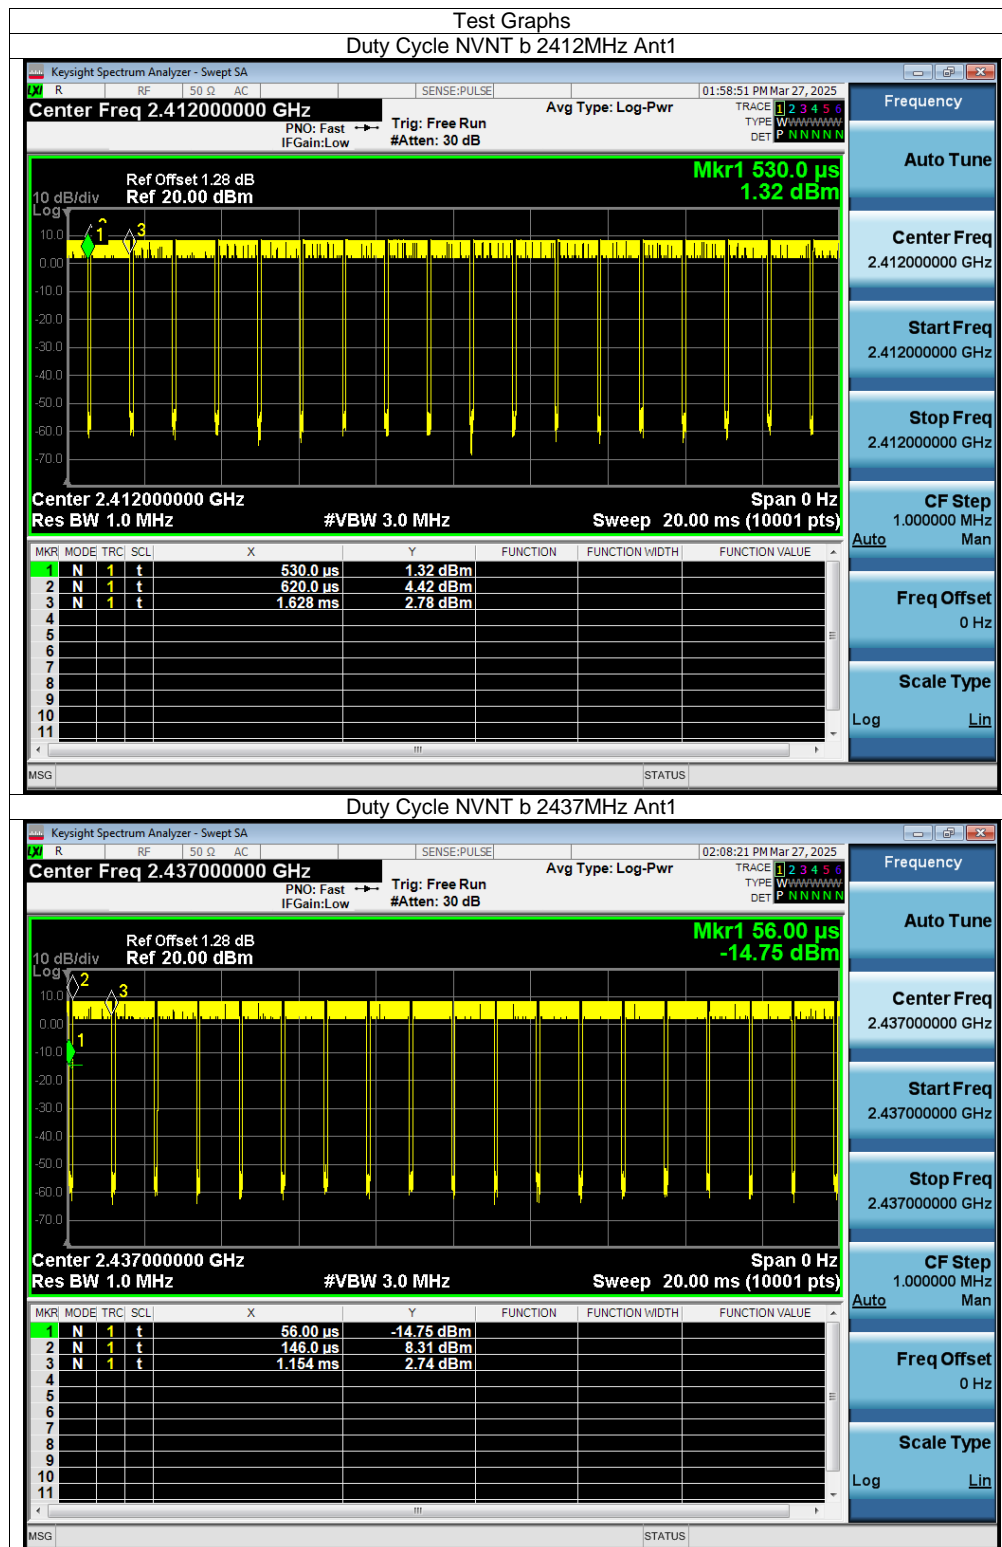 Test Graphs
Duty Cycle NVNT b 2412MHz Ant1
Keysight Spectrum Analyzer - Swept SA
LXI R RF 50 Ω AC SENSE:PULSE 01:58:51 PM Mar 27, 2025
Center Freq 2.412000000 GHz Avg Type: Log-Pwr TRACE 1 2 3 4 5 6
PNO: Fast Trig: Free Run TYPE WWWWWWW
IFGain:Low #Atten: 30 dB DET P N N N N N
Frequency
Mkr1 530.0 µs
1.32 dBm
Ref Offset 1.28 dB
10 dB/div Ref 20.00 dBm
Log
1 3
10.0
0.00
-10.0
-20.0
-30.0
-40.0
-50.0
-60.0
-70.0
Center 2.412000000 GHz Span 0 Hz
Res BW 1.0 MHz #VBW 3.0 MHz Sweep 20.00 ms (10001 pts)
MKR MODE TRC SCL X Y FUNCTION FUNCTION WIDTH FUNCTION VALUE
1 N 1 t 530.0 µs 1.32 dBm
2 N 1 t 620.0 µs 4.42 dBm
3 N 1 t 1.628 ms 2.78 dBm
4
5
6
7
8
9
10
11
MSG STATUS
Auto Tune
Center Freq
2.412000000 GHz
Start Freq
2.412000000 GHz
Stop Freq
2.412000000 GHz
CF Step
1.000000 MHz
Auto Man
Freq Offset
0 Hz
Scale Type
Log Lin
Duty Cycle NVNT b 2437MHz Ant1
Keysight Spectrum Analyzer - Swept SA
LXI R RF 50 Ω AC SENSE:PULSE 02:08:21 PM Mar 27, 2025
Center Freq 2.437000000 GHz Avg Type: Log-Pwr TRACE 1 2 3 4 5 6
PNO: Fast Trig: Free Run TYPE WWWWWWW
IFGain:Low #Atten: 30 dB DET P N N N N N
Frequency
Mkr1 56.00 µs
-14.75 dBm
Ref Offset 1.28 dB
10 dB/div Ref 20.00 dBm
Log
2 3
10.0
0.00
1
-10.0
-20.0
-30.0
-40.0
-50.0
-60.0
-70.0
Center 2.437000000 GHz Span 0 Hz
Res BW 1.0 MHz #VBW 3.0 MHz Sweep 20.00 ms (10001 pts)
MKR MODE TRC SCL X Y FUNCTION FUNCTION WIDTH FUNCTION VALUE
1 N 1 t 56.00 µs -14.75 dBm
2 N 1 t 146.0 µs 8.31 dBm
3 N 1 t 1.154 ms 2.74 dBm
4
5
6
7
8
9
10
11
MSG STATUS
Auto Tune
Center Freq
2.437000000 GHz
Start Freq
2.437000000 GHz
Stop Freq
2.437000000 GHz
CF Step
1.000000 MHz
Auto Man
Freq Offset
0 Hz
Scale Type
Log Lin